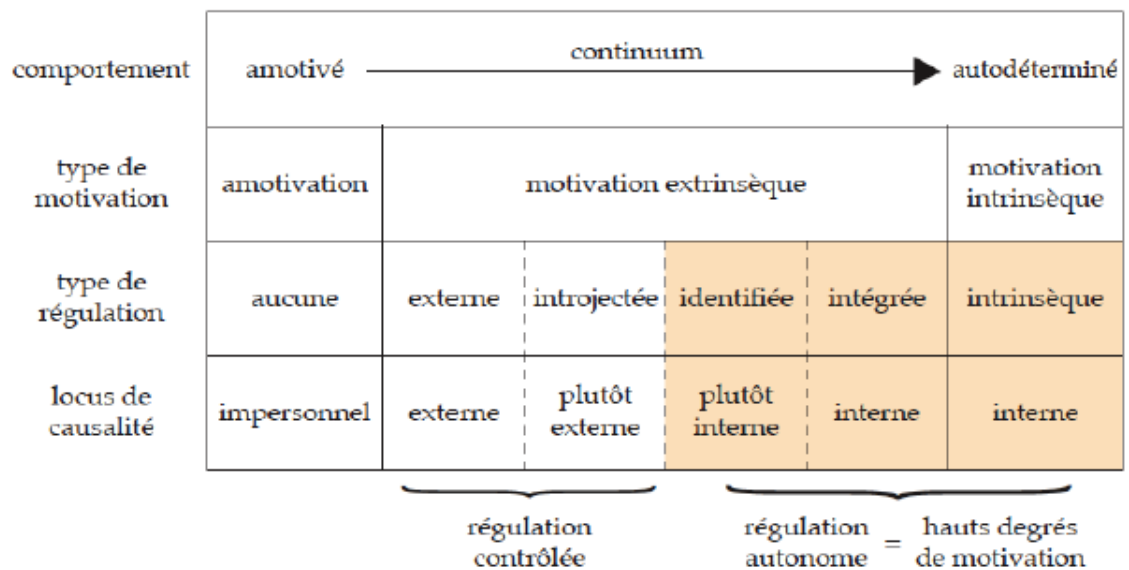 continuum
comportement amotivé autodéterminé
type de motivation amotivation motivation extrinsèque motivation intrinsèque
type de régulation aucune externe introjectée identifiée intégrée intrinsèque
locus de causalité impersonnel externe plutôt externe plutôt interne interne interne
régulation contrôlée
régulation autonome = hauts degrés de motivation